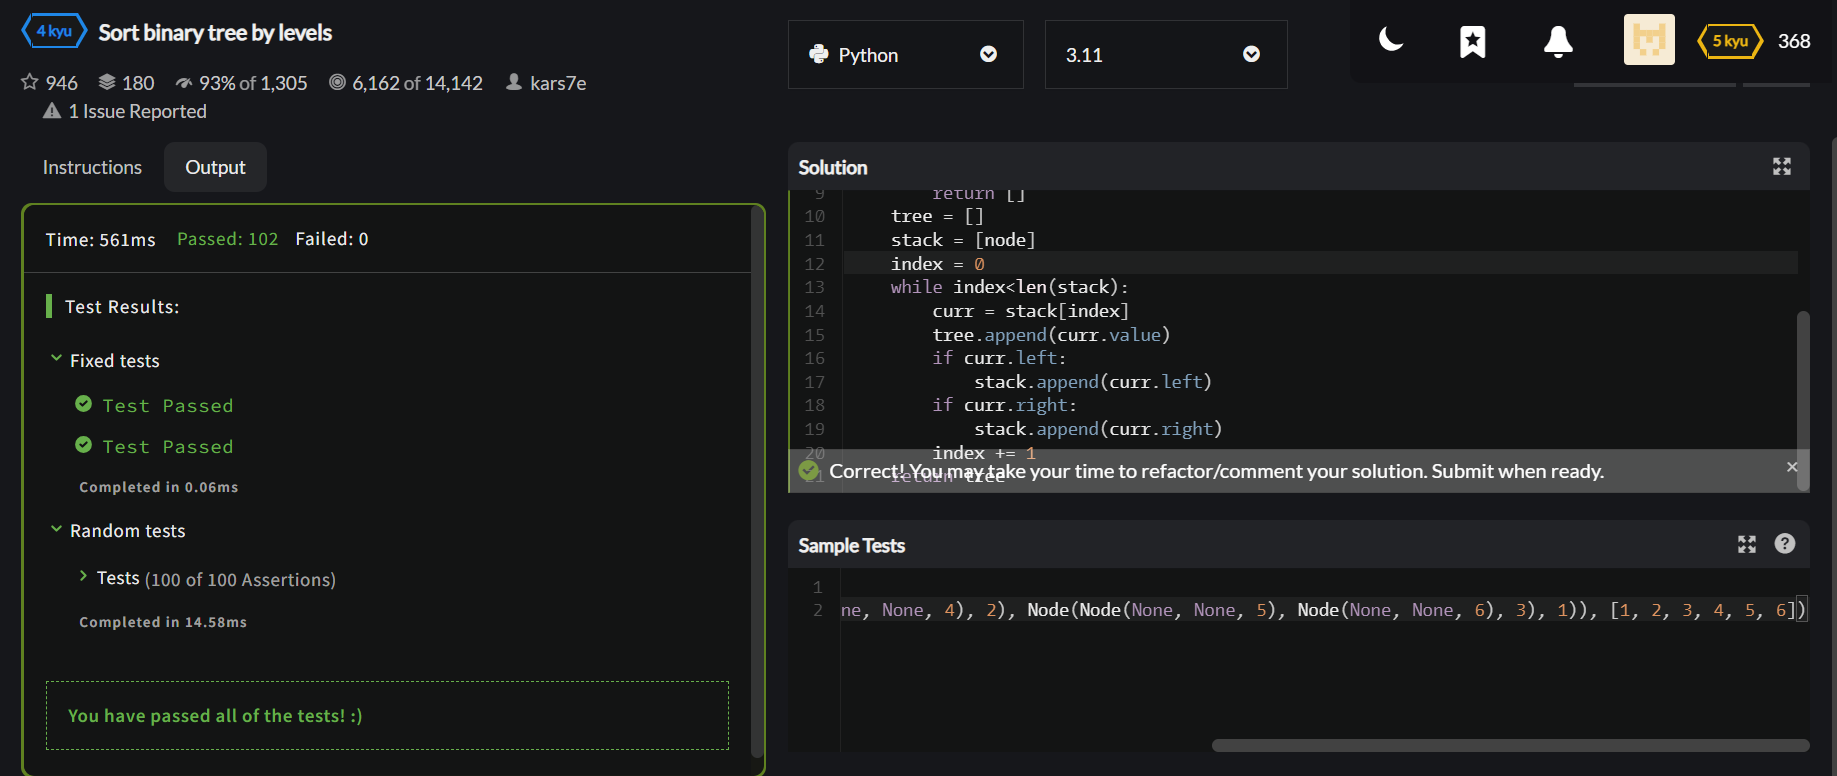 4 kyu Sort binary tree by levels
946 180 93% of 1,305 6,162 of 14,142 kars7e
1 Issue Reported
Python
3.11
5 kyu 368
Instructions Output
Time: 561ms Passed: 102 Failed: 0
Test Results:
Fixed tests
Test Passed
Test Passed
Completed in 0.06ms
Random tests
Tests (100 of 100 Assertions)
Completed in 14.58ms
You have passed all of the tests! :)
Solution
9 return []
10 tree = []
11 stack = [node]
12 index = 0
13 while index<len(stack):
14 curr = stack[index]
15 tree.append(curr.value)
16 if curr.left:
17 stack.append(curr.left)
18 if curr.right:
19 stack.append(curr.right)
20 index += 1
21 return tree
Correct! You may take your time to refactor/comment your solution. Submit when ready.
×
Sample Tests
?
1
2 ne, None, 4), 2), Node(Node(None, None, 5), Node(None, None, 6), 3), 1)), [1, 2, 3, 4, 5, 6])